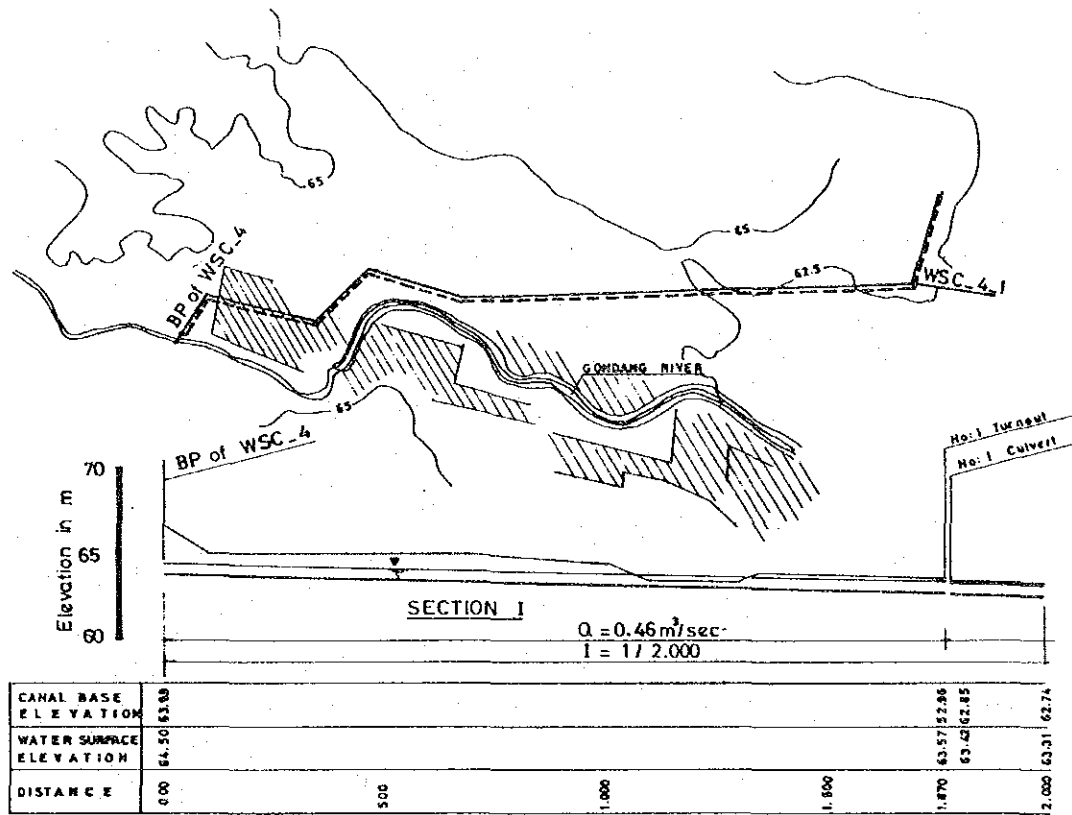 65
BP of WSC_4
65
62.5
WSC_4_1
GONDANG RIVER
65
BP of WSC_4
No: 1 Turnout
No: 1 Culvert
Elevation in m
70
65
60
SECTION I
Q = 0.46 m³/sec
I = 1/2.000
CANAL BASE ELEVATION
63.98
52.96
62.85
62.74
WATER SURFACE ELEVATION
64.50
63.57
63.42
63.31
DISTANCE
0.00
500
1.000
1.500
1.870
2.000